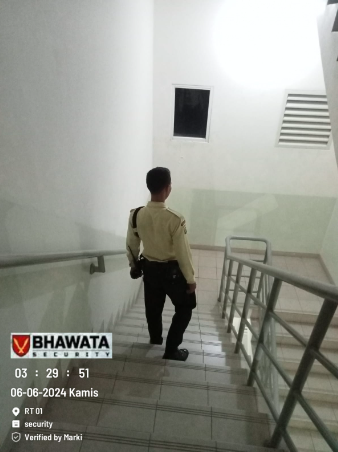 BHAWATA
SECURITY
03 : 29 : 51
06-06-2024 Kamis
RT 01
security
Verified by Marki